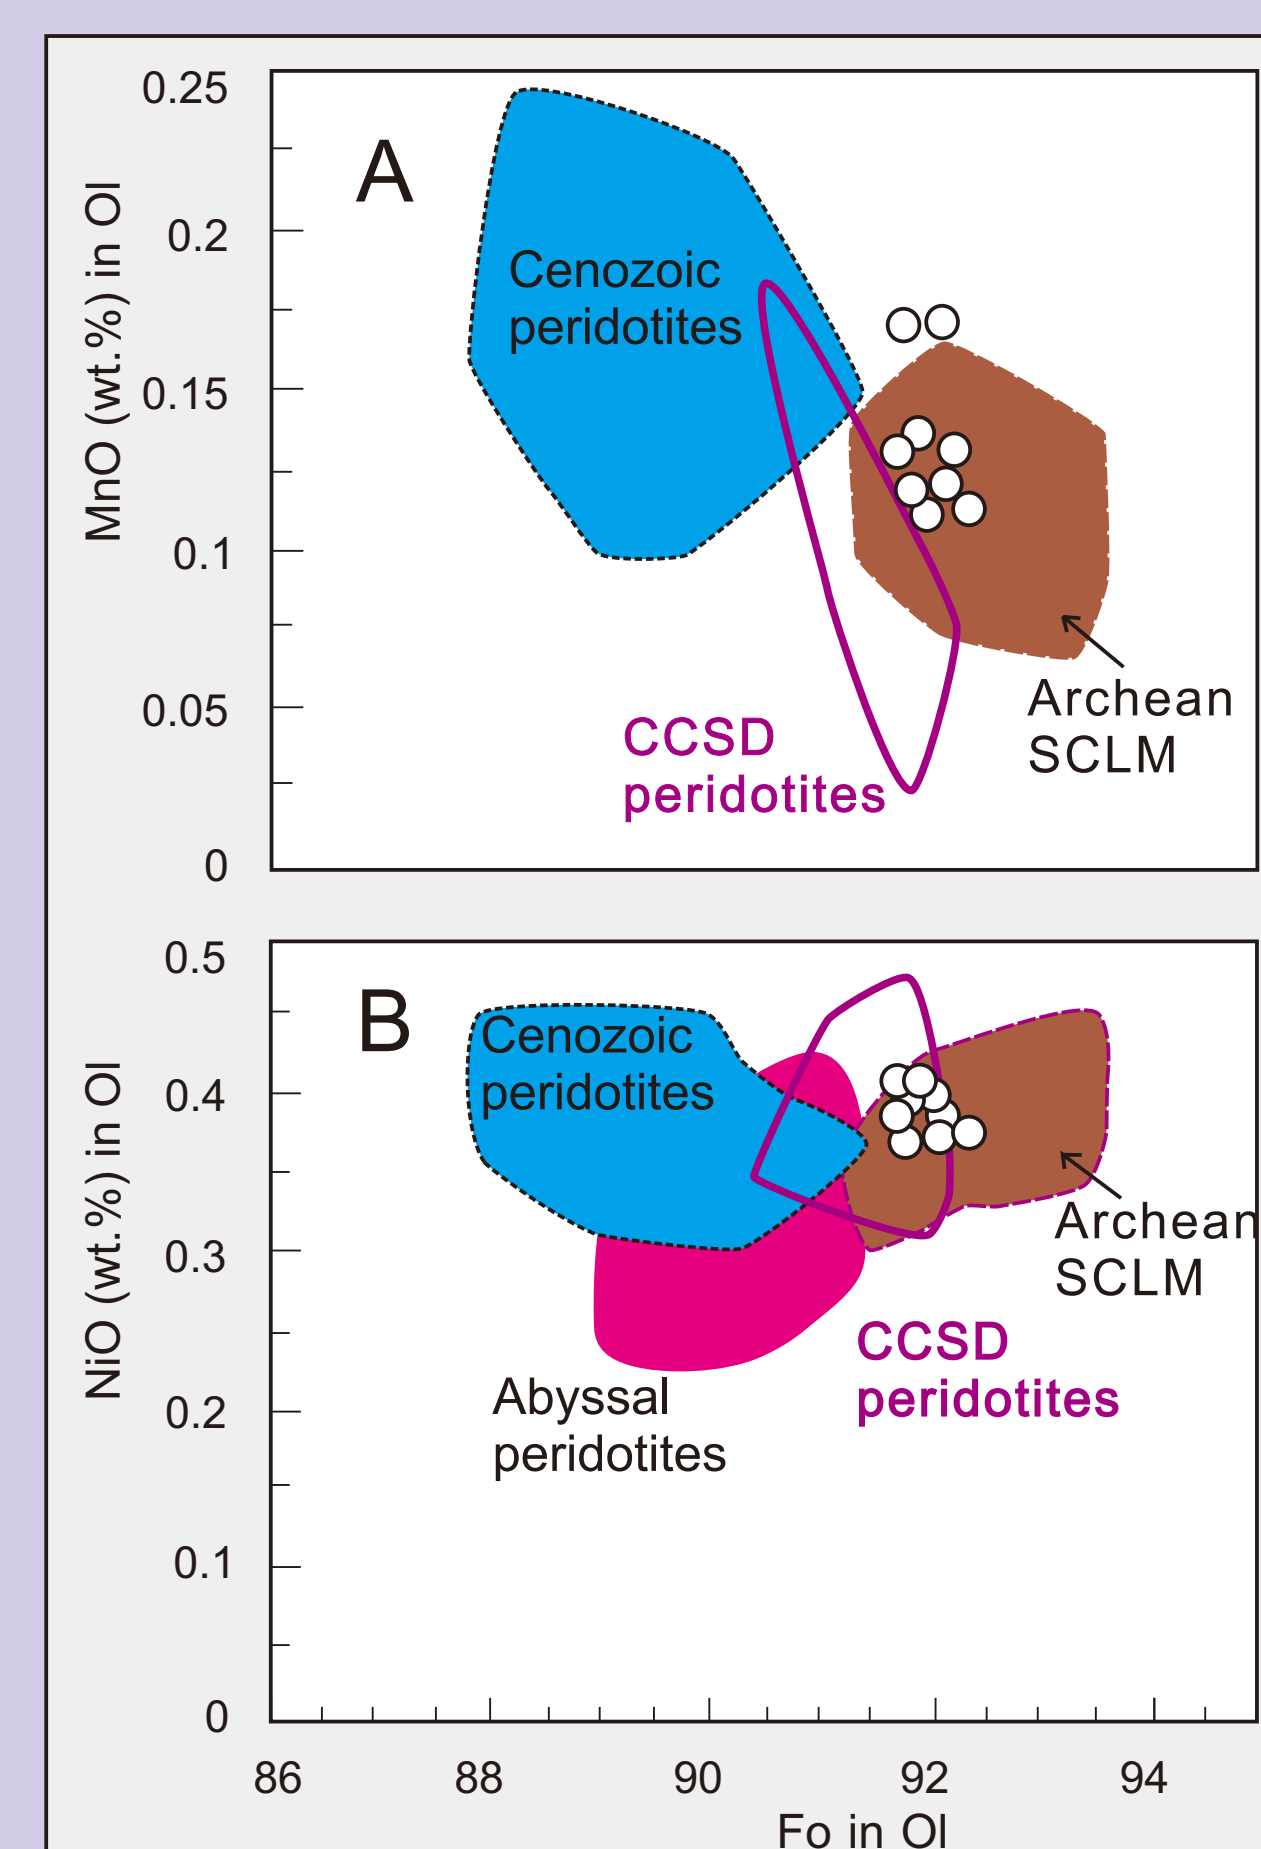 0.25
0.2
0.15
0.1
0.05
0
MnO (wt.%) in Ol
A
Cenozoic
peridotites
CCSD
peridotites
Archean
SCLM
0.5
0.4
0.3
0.2
0.1
0
NiO (wt.%) in Ol
B
Cenozoic
peridotites
Archean
SCLM
CCSD
peridotites
Abyssal
peridotites
86 88 90 92 94
Fo in Ol